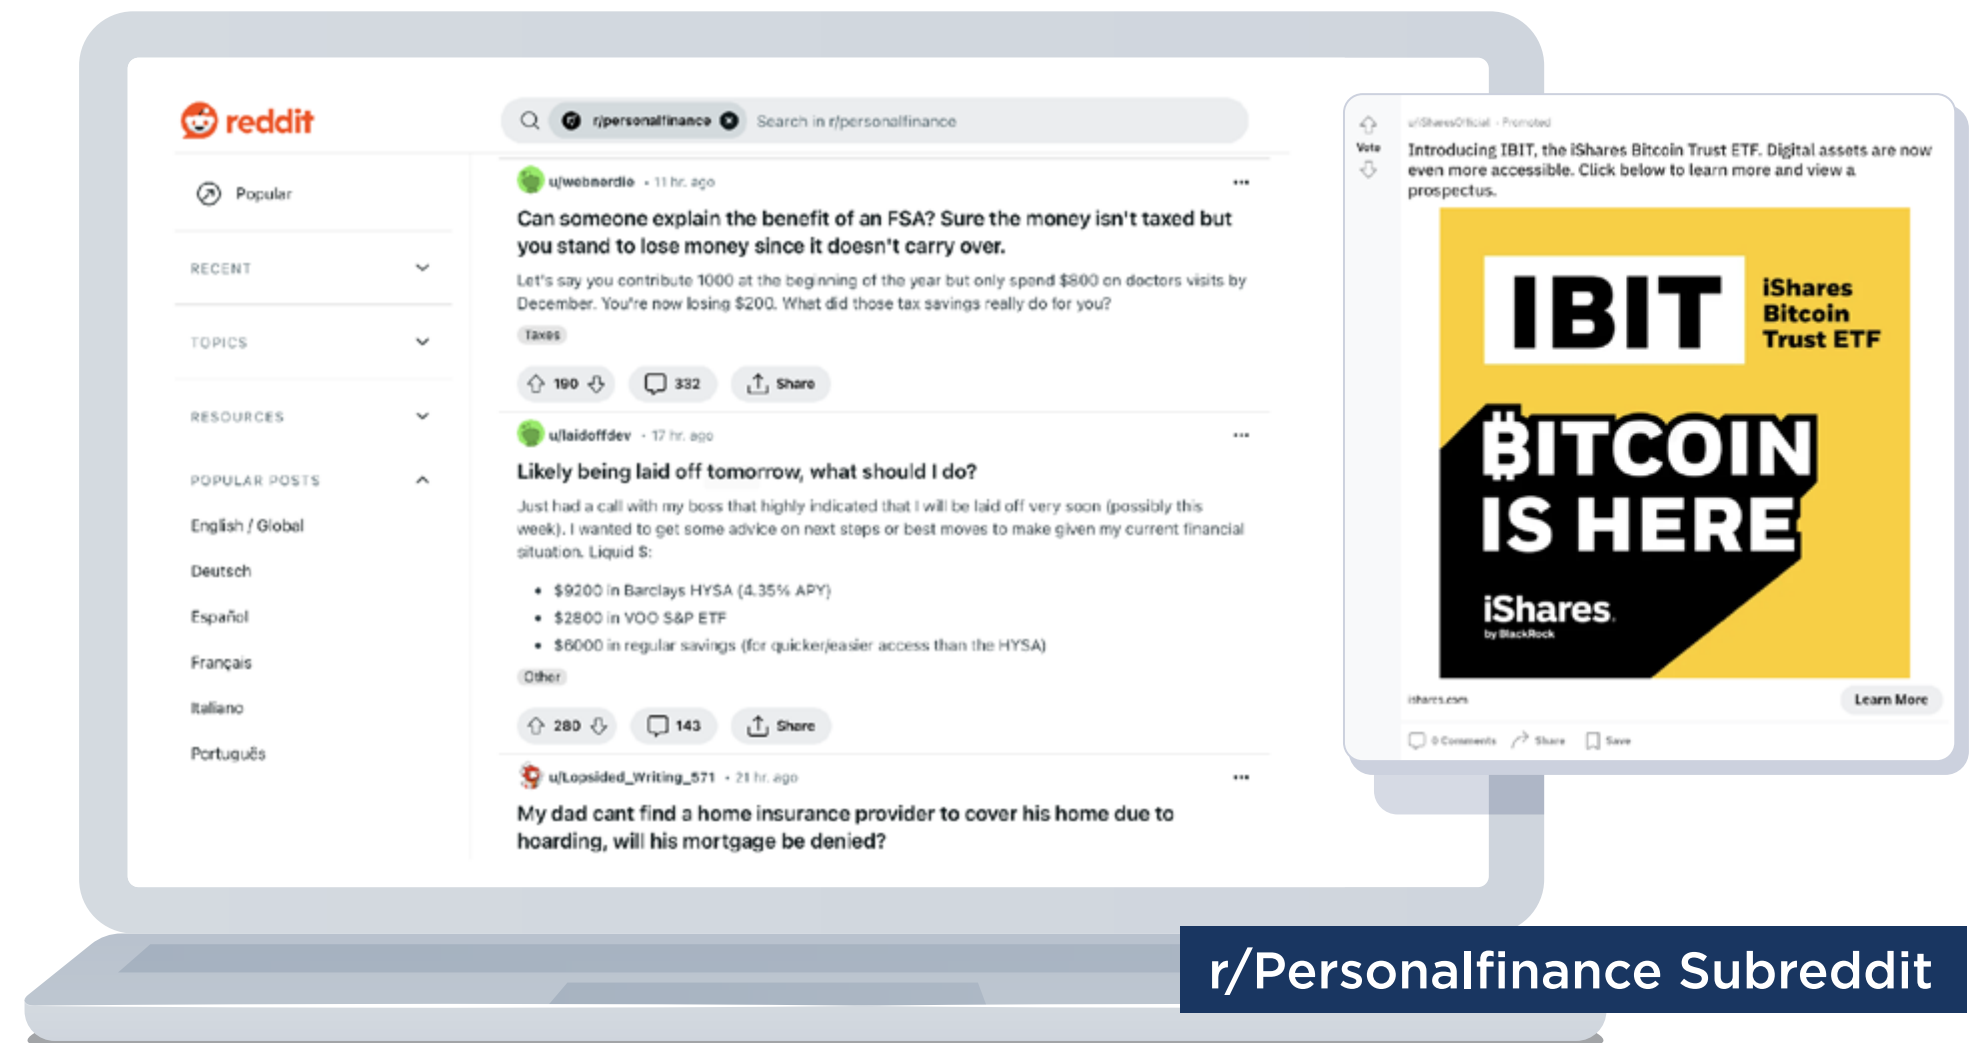 reddit
r/personalfinance
Search in r/personalfinance
Popular
RECENT
TOPICS
RESOURCES
POPULAR POSTS
English / Global
Deutsch
Español
Français
Italiano
Português
u/webnerdie • 11 hr. ago
Can someone explain the benefit of an FSA? Sure the money isn't taxed but
you stand to lose money since it doesn't carry over.
Let's say you contribute 1000 at the beginning of the year but only spend $800 on doctors visits by
December. You're now losing $200. What did those tax savings really do for you?
Taxes
190
332
Share
u/laidoffdev • 17 hr. ago
Likely being laid off tomorrow, what should I do?
Just had a call with my boss that highly indicated that I will be laid off very soon (possibly this
week). I wanted to get some advice on next steps or best moves to make given my current financial
situation. Liquid $:
• $9200 in Barclays HYSA (4.35% APY)
• $2800 in VOO S&P ETF
• $6000 in regular savings (for quicker/easier access than the HYSA)
Other
280
143
Share
u/Lopsided_Writing_571 • 21 hr. ago
My dad cant find a home insurance provider to cover his home due to
hoarding, will his mortgage be denied?
u/iSharesOfficial • Promoted
Vote
Introducing IBIT, the iShares Bitcoin Trust ETF. Digital assets are now
even more accessible. Click below to learn more and view a
prospectus.
IBIT
iShares
Bitcoin
Trust ETF
BITCOIN
IS HERE
iShares.
by BlackRock
ishares.com
Learn More
0 Comments
Share
Save
r/Personalfinance Subreddit